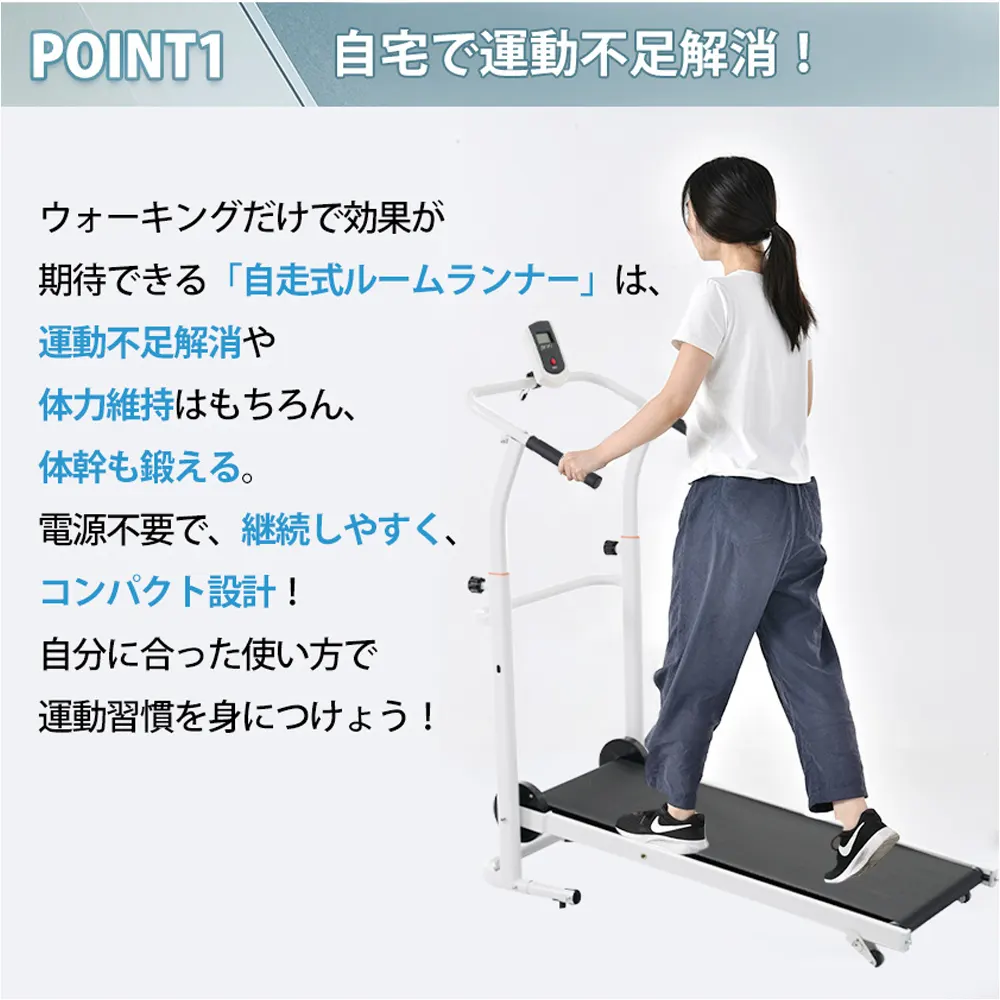 POINT1
自宅で運動不足解消！
ウォーキングだけで効果が
期待できる「自走式ルームランナー」は、
運動不足解消や
体力維持はもちろん、
体幹も鍛える。
電源不要で、継続しやすく、
コンパクト設計！
自分に合った使い方で
運動習慣を身につけょう！